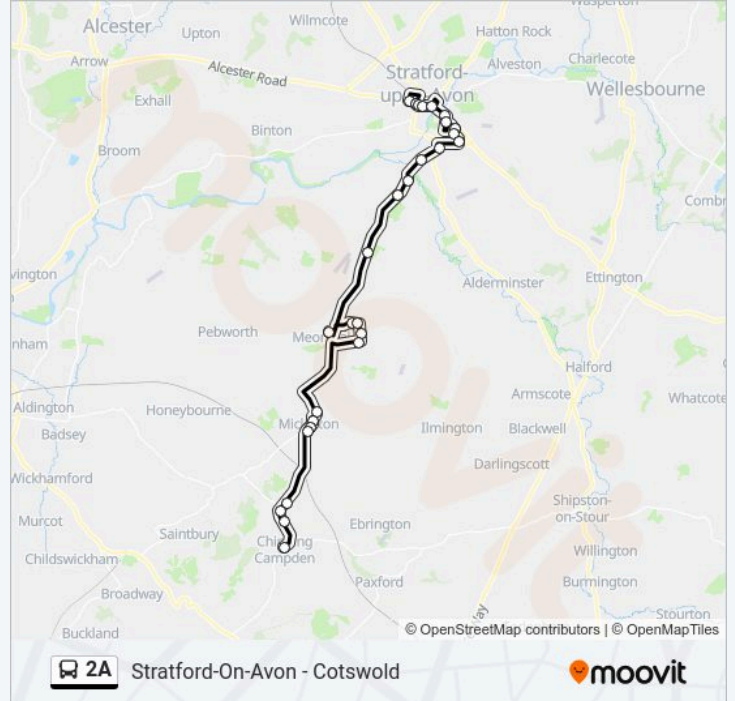 Wilmcote
Wasperton
Alcester
Upton
Hatton Rock
Arrow
Alcester Road
Alveston
Charlecote
Stratford-
upon-Avon
Wellesbourne
Exhall
Binton
Broom
Combr
vington
Alderminster
Ettington
nham
Pebworth
Meon
Halford
Aldington
Honeybourne
Armscote
Whatcote
Badsey
Mickleton
Ilmington
Blackwell
Wickhamford
Darlingscott
Shipston-
on-Stour
Murcot
Saintbury
Ebrington
Childswickham
Chipping
Campden
Willington
Broadway
Paxford
Burmington
Stourton
Buckland
Way
© OpenStreetMap contributors | © OpenMapTiles
moovit
2A
Stratford-On-Avon - Cotswold
moovit